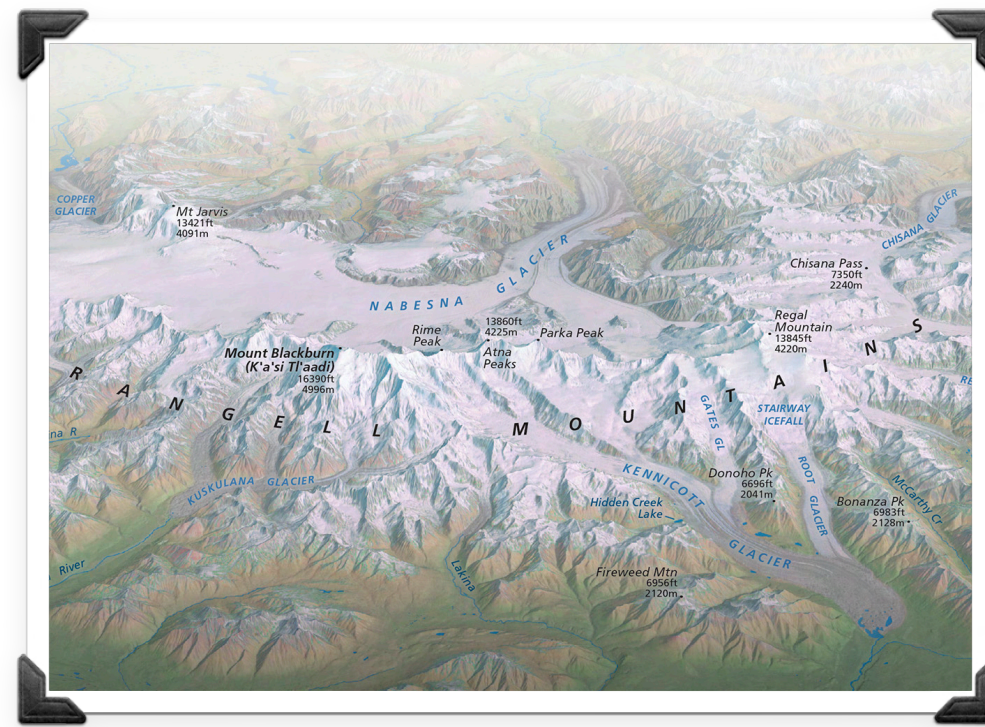 COPPER
GLACIER
Mt Jarvis
13421ft
4091m
CHISANA GLACIER
Chisana Pass
7350ft
2240m
NABESNA GLACIER
Regal
Mountain
13845ft
4220m
Rime
Peak
13860ft
4225m
Atna
Peaks
Parka Peak
Mount Blackburn
(K'a'si Tl'aadi)
16390ft
4996m
RANGELL MOUNTAINS
RE
na R
GATES GL
STAIRWAY
ICEFALL
KUSKULANA GLACIER
KENNICOTT GLACIER
ROOT GLACIER
Donoho Pk
6696ft
2041m
McCarthy Cr
Bonanza Pk
6983ft
2128m
Hidden Creek
Lake
River
Lakina
Fireweed Mtn
6956ft
2120m